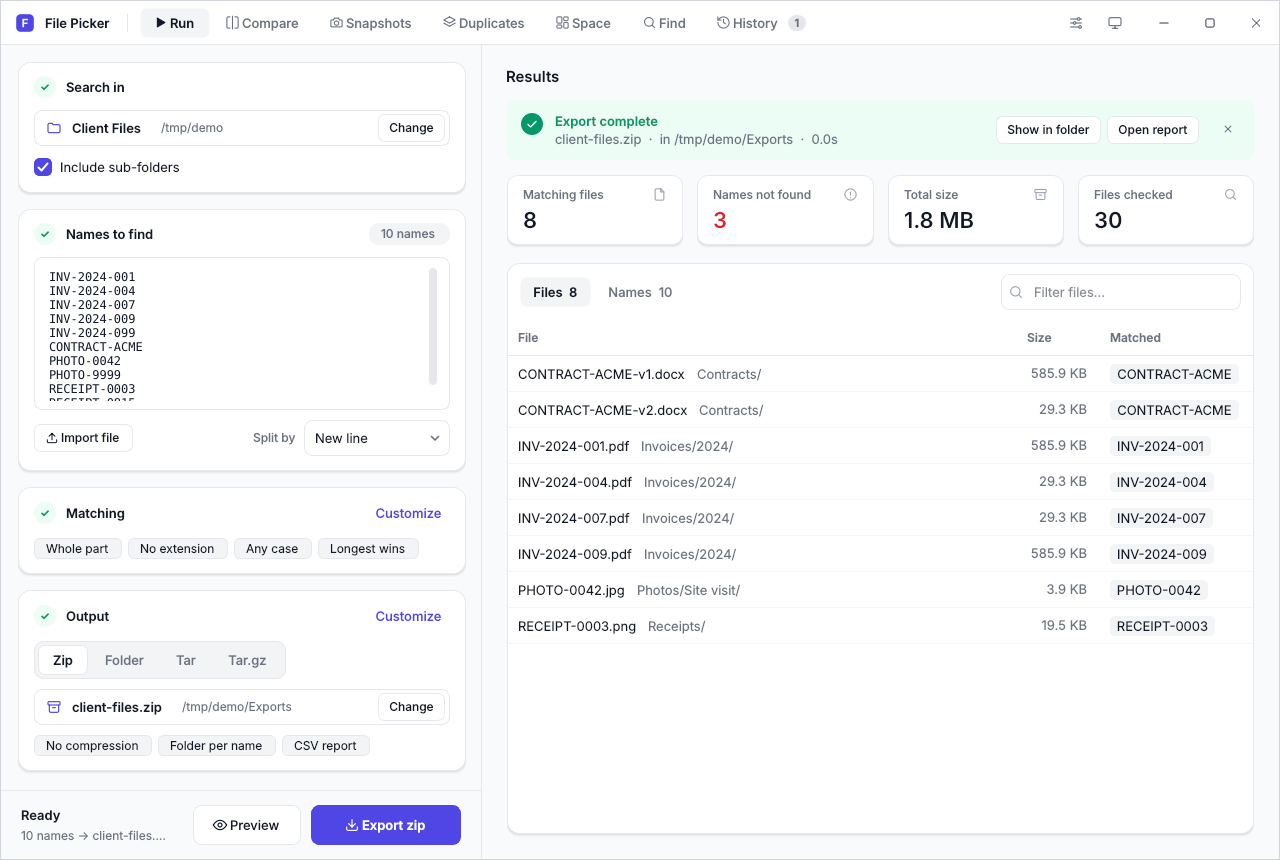 F File Picker Run Compare Snapshots Duplicates Space Find History 1
Search in
Client Files /tmp/demo Change
Include sub-folders
Names to find 10 names
INV-2024-001
INV-2024-004
INV-2024-007
INV-2024-009
INV-2024-099
CONTRACT-ACME
PHOTO-0042
PHOTO-9999
RECEIPT-0003
Import file Split by New line
Matching Customize
Whole part No extension Any case Longest wins
Output Customize
Zip Folder Tar Tar.gz
client-files.zip /tmp/demo/Exports Change
No compression Folder per name CSV report
Ready
10 names → client-files....
Preview Export zip
Results
Export complete
client-files.zip · in /tmp/demo/Exports · 0.0s
Show in folder Open report
Matching files Names not found Total size Files checked
8 3 1.8 MB 30
Files 8 Names 10 Filter files...
File Size Matched
CONTRACT-ACME-v1.docx Contracts/ 585.9 KB CONTRACT-ACME
CONTRACT-ACME-v2.docx Contracts/ 29.3 KB CONTRACT-ACME
INV-2024-001.pdf Invoices/2024/ 585.9 KB INV-2024-001
INV-2024-004.pdf Invoices/2024/ 29.3 KB INV-2024-004
INV-2024-007.pdf Invoices/2024/ 29.3 KB INV-2024-007
INV-2024-009.pdf Invoices/2024/ 585.9 KB INV-2024-009
PHOTO-0042.jpg Photos/Site visit/ 3.9 KB PHOTO-0042
RECEIPT-0003.png Receipts/ 19.5 KB RECEIPT-0003